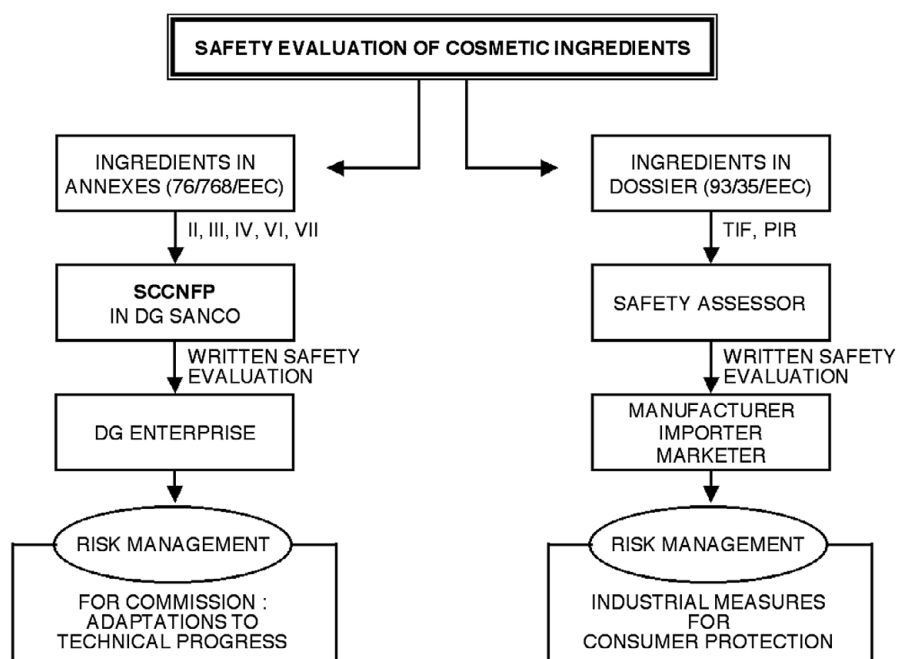 SAFETY EVALUATION OF COSMETIC INGREDIENTS
INGREDIENTS IN
ANNEXES (76/768/EEC)
II, III, IV, VI, VII
SCCNFP
IN DG SANCO
WRITTEN SAFETY
EVALUATION
DG ENTERPRISE
RISK MANAGEMENT
FOR COMMISSION :
ADAPTATIONS TO
TECHNICAL PROGRESS
INGREDIENTS IN
DOSSIER (93/35/EEC)
TIF, PIR
SAFETY ASSESSOR
WRITTEN SAFETY
EVALUATION
MANUFACTURER
IMPORTER
MARKETER
RISK MANAGEMENT
INDUSTRIAL MEASURES
FOR
CONSUMER PROTECTION